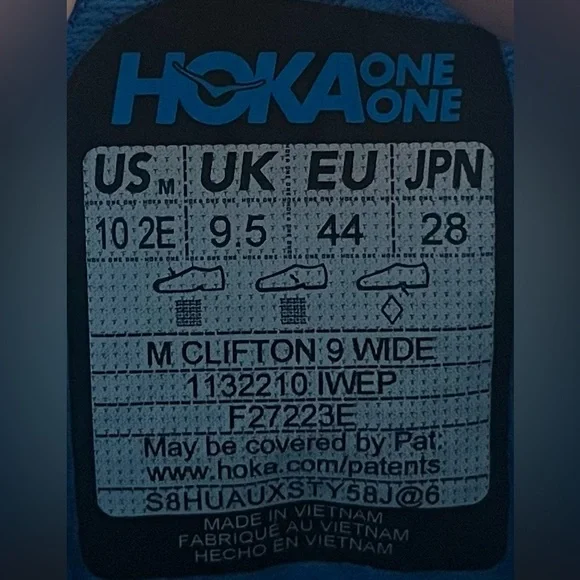 HOKA ONE ONE
US M UK EU JPN
10 2E 9.5 44 28
M CLIFTON 9 WIDE
1132210 IWEP
F27223E
May be covered by Pat:
www.hoka.com/patents
S8HUAUXSTY58J@6
MADE IN VIETNAM
FABRIQUÉ AU VIETNAM
HECHO EN VIETNAM